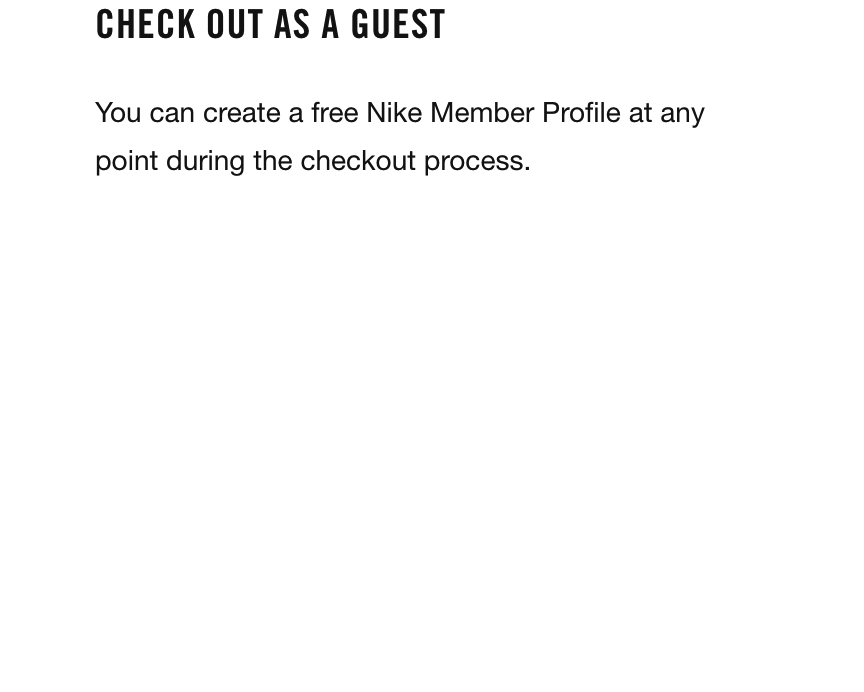 CHECK OUT AS A GUEST
You can create a free Nike Member Profile at any
point during the checkout process.